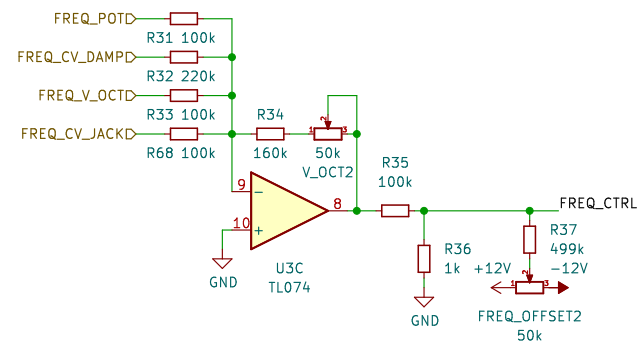 FREQ_POT
R31 100k
FREQ_CV_DAMP
R32 220k
FREQ_V_OCT
R33 100k
FREQ_CV_JACK
R68 100k
R34
160k
1
2
3
50k
V_OCT2
9
10
8
U3C
TL074
GND
R35
100k
FREQ_CTRL
R36
1k
GND
R37
499k
+12V
-12V
1
2
3
FREQ_OFFSET2
50k